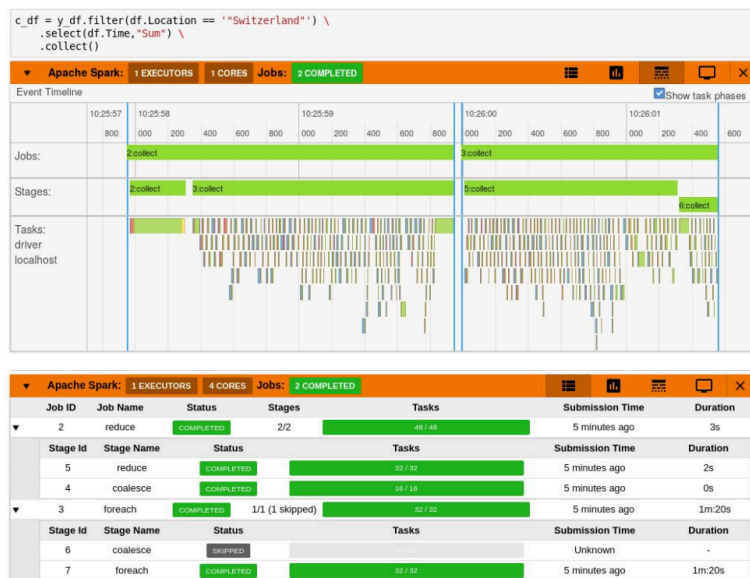 c_df = y_df.filter(df.Location == '"Switzerland"') \
.select(df.Time,"Sum") \
.collect()
Apache Spark: 1 EXECUTORS 1 CORES Jobs: 2 COMPLETED
Event Timeline
Show task phases
10:25:57 10:25:58 10:25:59 10:26:00 10:26:01
800 000 200 400 600 800 000 200 400 600 800 000 200 400 600 800 000 200 400 600
Jobs: 2:collect 3:collect
Stages: 2:collect 3:collect 5:collect
6:collect
Tasks:
driver
localhost
Apache Spark: 1 EXECUTORS 4 CORES Jobs: 2 COMPLETED
Job ID Job Name Status Stages Tasks Submission Time Duration
2 reduce COMPLETED 2/2 48 / 48 5 minutes ago 3s
Stage Id Stage Name Status Tasks Submission Time Duration
5 reduce COMPLETED 32 / 32 5 minutes ago 2s
4 coalesce COMPLETED 16 / 16 5 minutes ago 0s
3 foreach COMPLETED 1/1 (1 skipped) 32 / 32 5 minutes ago 1m:20s
Stage Id Stage Name Status Tasks Submission Time Duration
6 coalesce SKIPPED Unknown -
7 foreach COMPLETED 32 / 32 5 minutes ago 1m:20s